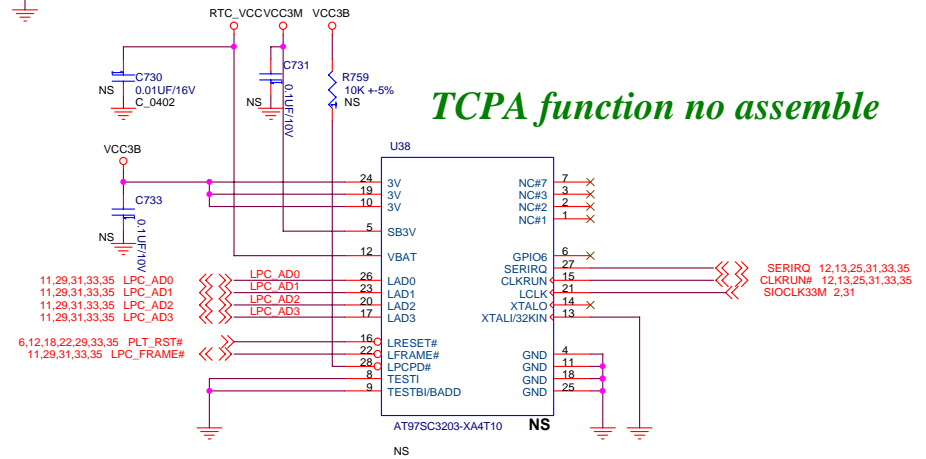 RTC_VCC VCC3M VCC3B
C730
0.01UF/16V
NS
C_0402
C731
0.1UF/10V
NS
R759
10K +-5%
NS
TCPA function no assemble
VCC3B
C733
0.1UF/10V
NS
U38
24 3V
19 3V
10 3V
5 SB3V
12 VBAT
11,29,31,33,35 LPC_AD0 LPC_AD0 26 LAD0
11,29,31,33,35 LPC_AD1 LPC_AD1 23 LAD1
11,29,31,33,35 LPC_AD2 LPC_AD2 20 LAD2
11,29,31,33,35 LPC_AD3 LPC_AD3 17 LAD3
6,12,18,22,29,33,35 PLT_RST# 16 LRESET#
11,29,31,33,35 LPC_FRAME# 22 LFRAME#
28 LPCPD#
8 TESTI
9 TESTBI/BADD
NC#7 7
NC#3 3
NC#2 2
NC#1 1
GPIO6 6
SERIRQ 27 SERIRQ 12,13,25,31,33,35
CLKRUN 15 CLKRUN# 12,13,25,31,33,35
LCLK 21 SIOCLK33M 2,31
XTALO 14
XTALI/32KIN 13
GND 4
GND 11
GND 18
GND 25
AT97SC3203-XA4T10 NS
NS